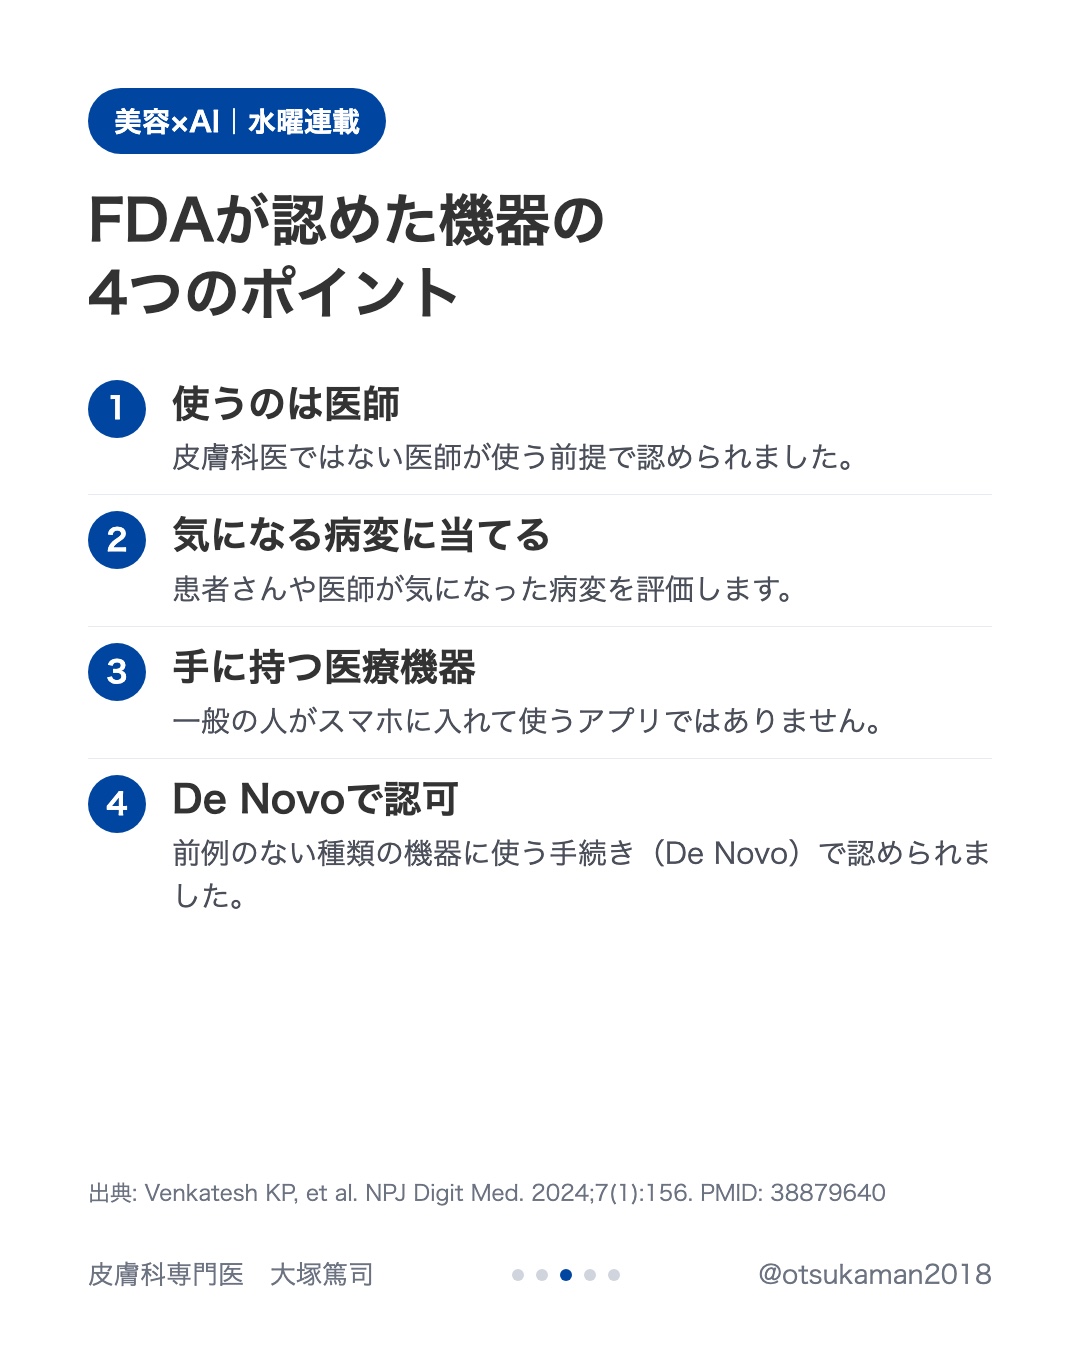 美容×AI｜水曜連載
FDAが認めた機器の
4つのポイント
1 使うのは医師
皮膚科医ではない医師が使う前提で認められました。
2 気になる病変に当てる
患者さんや医師が気になった病変を評価します。
3 手に持つ医療機器
一般の人がスマホに入れて使うアプリではありません。
4 De Novoで認可
前例のない種類の機器に使う手続き（De Novo）で認められま
した。
出典: Venkatesh KP, et al. NPJ Digit Med. 2024;7(1):156. PMID: 38879640
皮膚科専門医　大塚篤司 @otsukaman2018